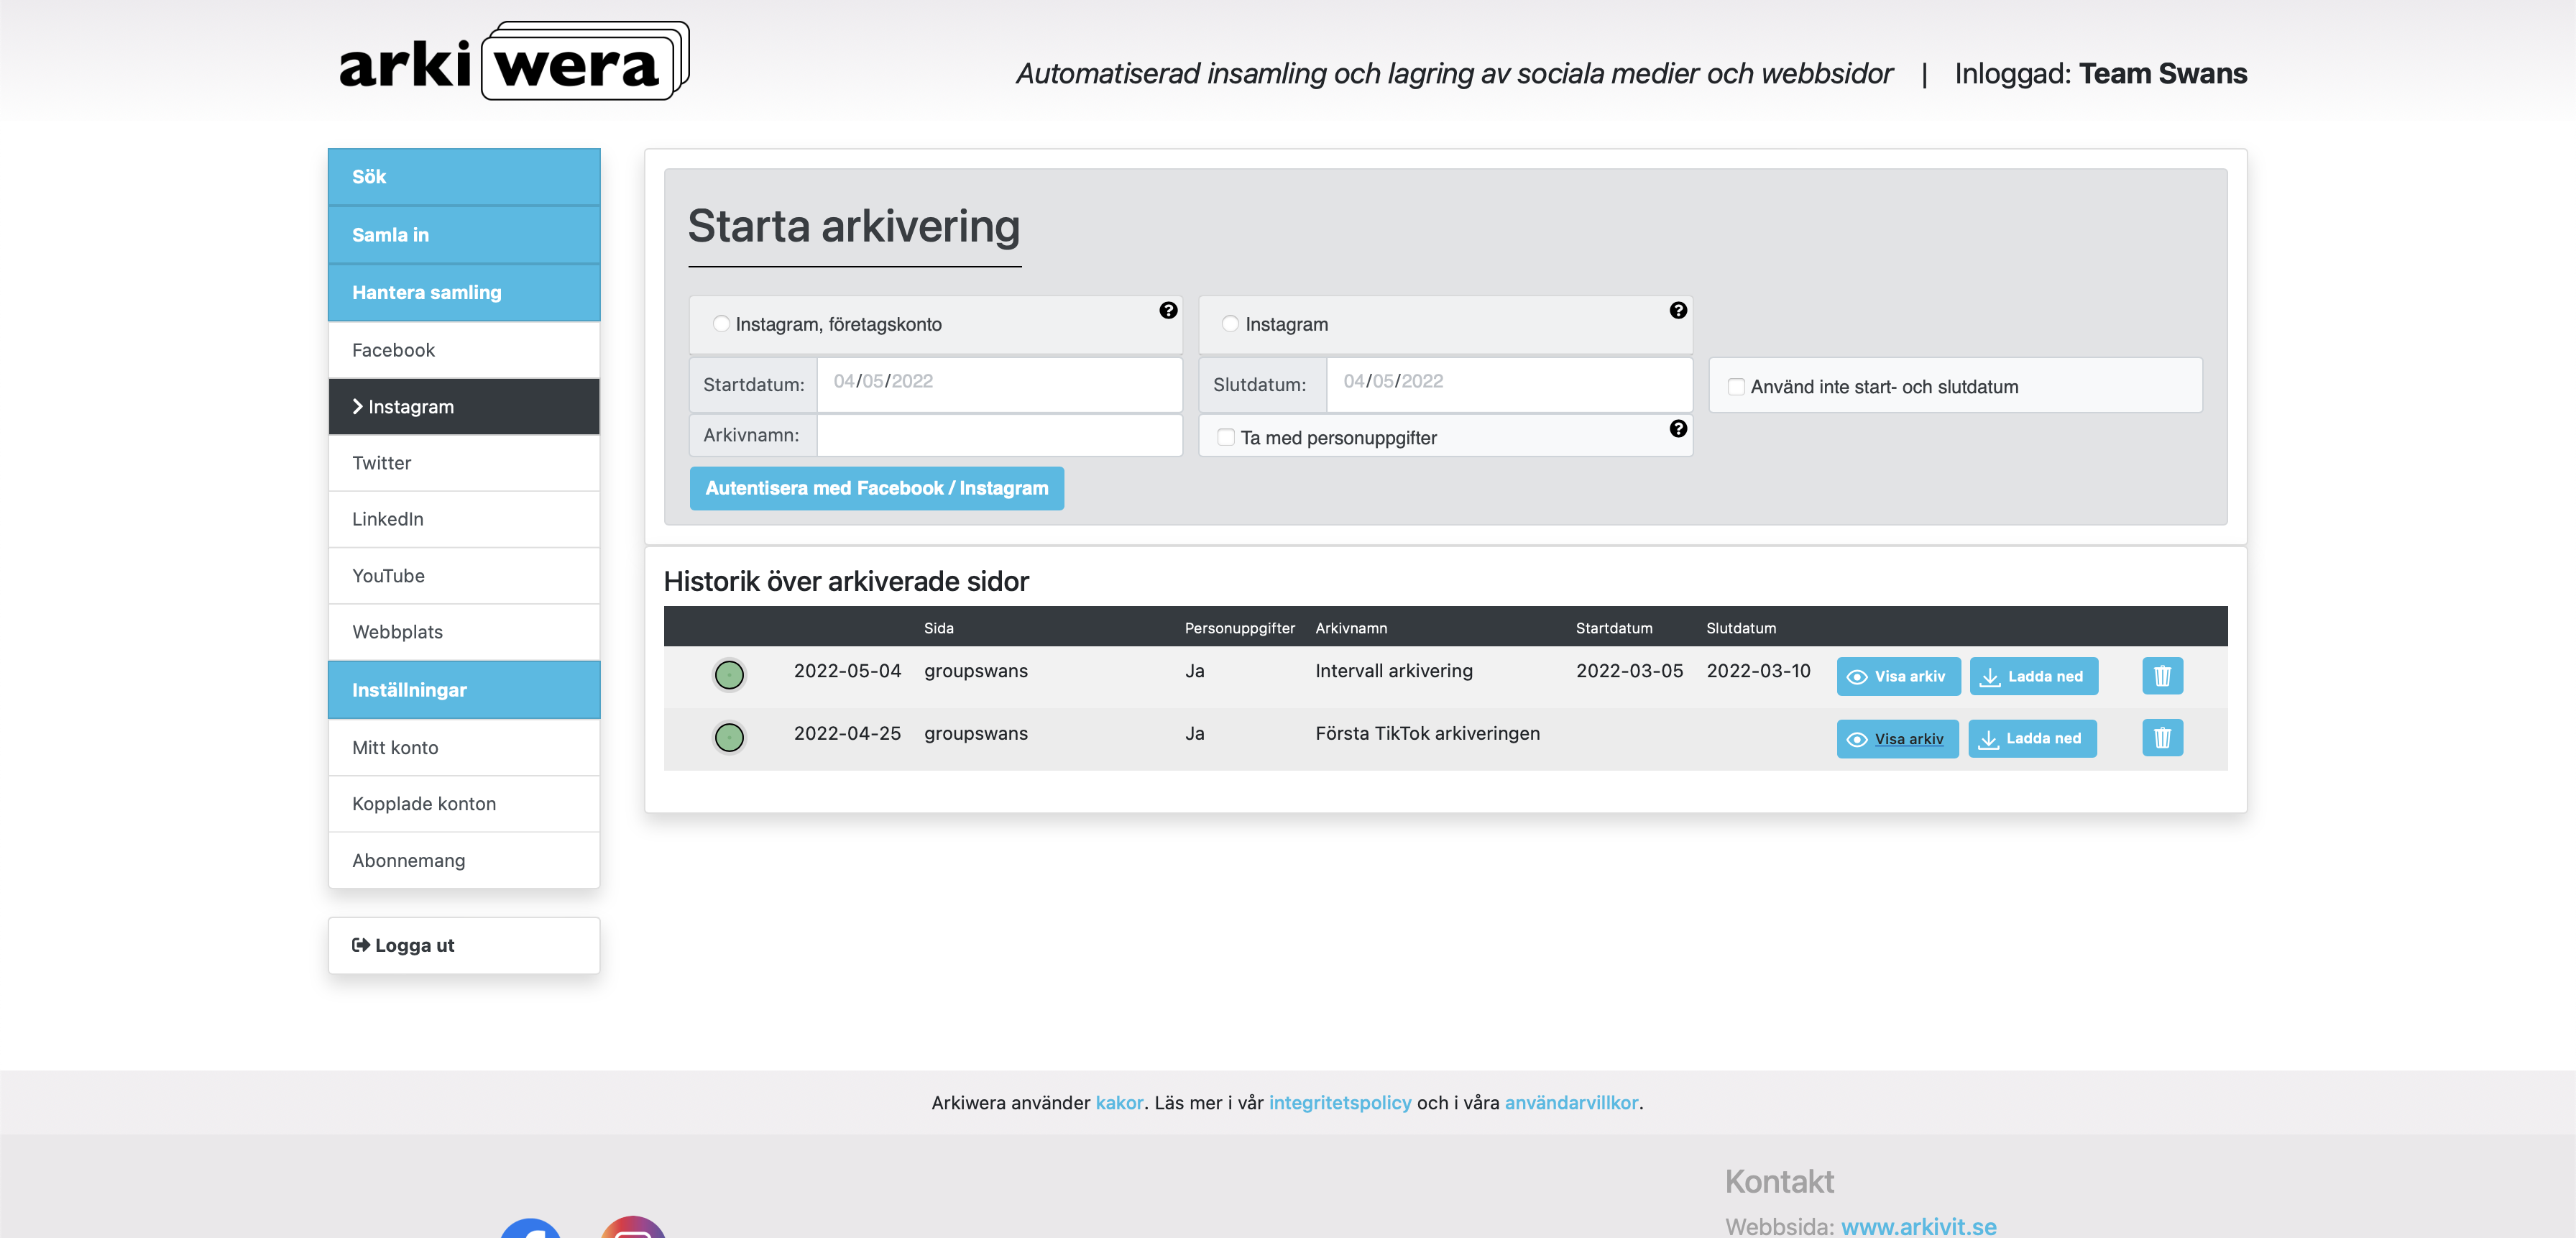 arki wera
Automatiserad insamling och lagring av sociala medier och webbsidor | Inloggad: Team Swans
Sök
Samla in
Hantera samling
Facebook
Instagram
Twitter
LinkedIn
YouTube
Webbplats
Inställningar
Mitt konto
Kopplade konton
Abonnemang
Logga ut
Starta arkivering
Instagram, företagskonto
Instagram
Startdatum: 04/05/2022
Slutdatum: 04/05/2022
Använd inte start- och slutdatum
Arkivnamn:
Ta med personuppgifter
Autentisera med Facebook / Instagram
Historik över arkiverade sidor
Sida Personuppgifter Arkivnamn Startdatum Slutdatum
2022-05-04 groupswans Ja Intervall arkivering 2022-03-05 2022-03-10 Visa arkiv Ladda ned
2022-04-25 groupswans Ja Första TikTok arkiveringen Visa arkiv Ladda ned
Arkiwera använder kakor. Läs mer i vår integritetspolicy och i våra användarvillkor.
Kontakt
Webbsida: www.arkivit.se